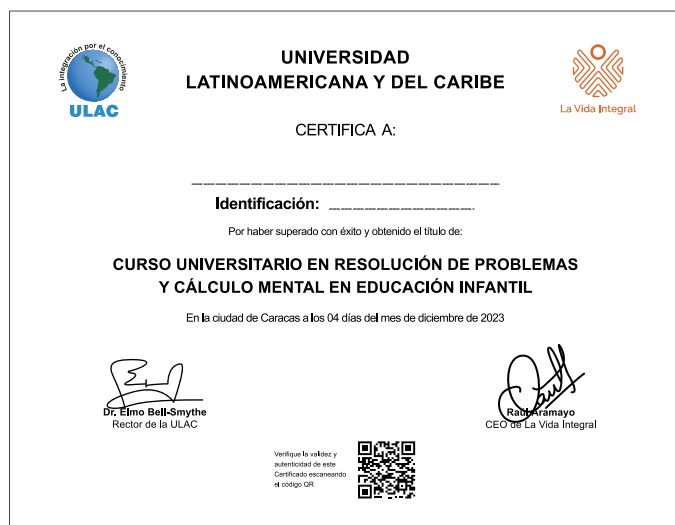 La integración por el conocimiento
ULAC
UNIVERSIDAD
LATINOAMERICANA Y DEL CARIBE
La Vida Integral
CERTIFICA A:
Identificación:
Por haber superado con éxito y obtenido el título de:
CURSO UNIVERSITARIO EN RESOLUCIÓN DE PROBLEMAS
Y CÁLCULO MENTAL EN EDUCACIÓN INFANTIL
En la ciudad de Caracas a los 04 días del mes de diciembre de 2023
Dr. Elmo Bell-Smythe
Rector de la ULAC
Raúl Aramayo
CEO de La Vida Integral
Verifique la validez y
autenticidad de este
Certificado escaneando
el código QR